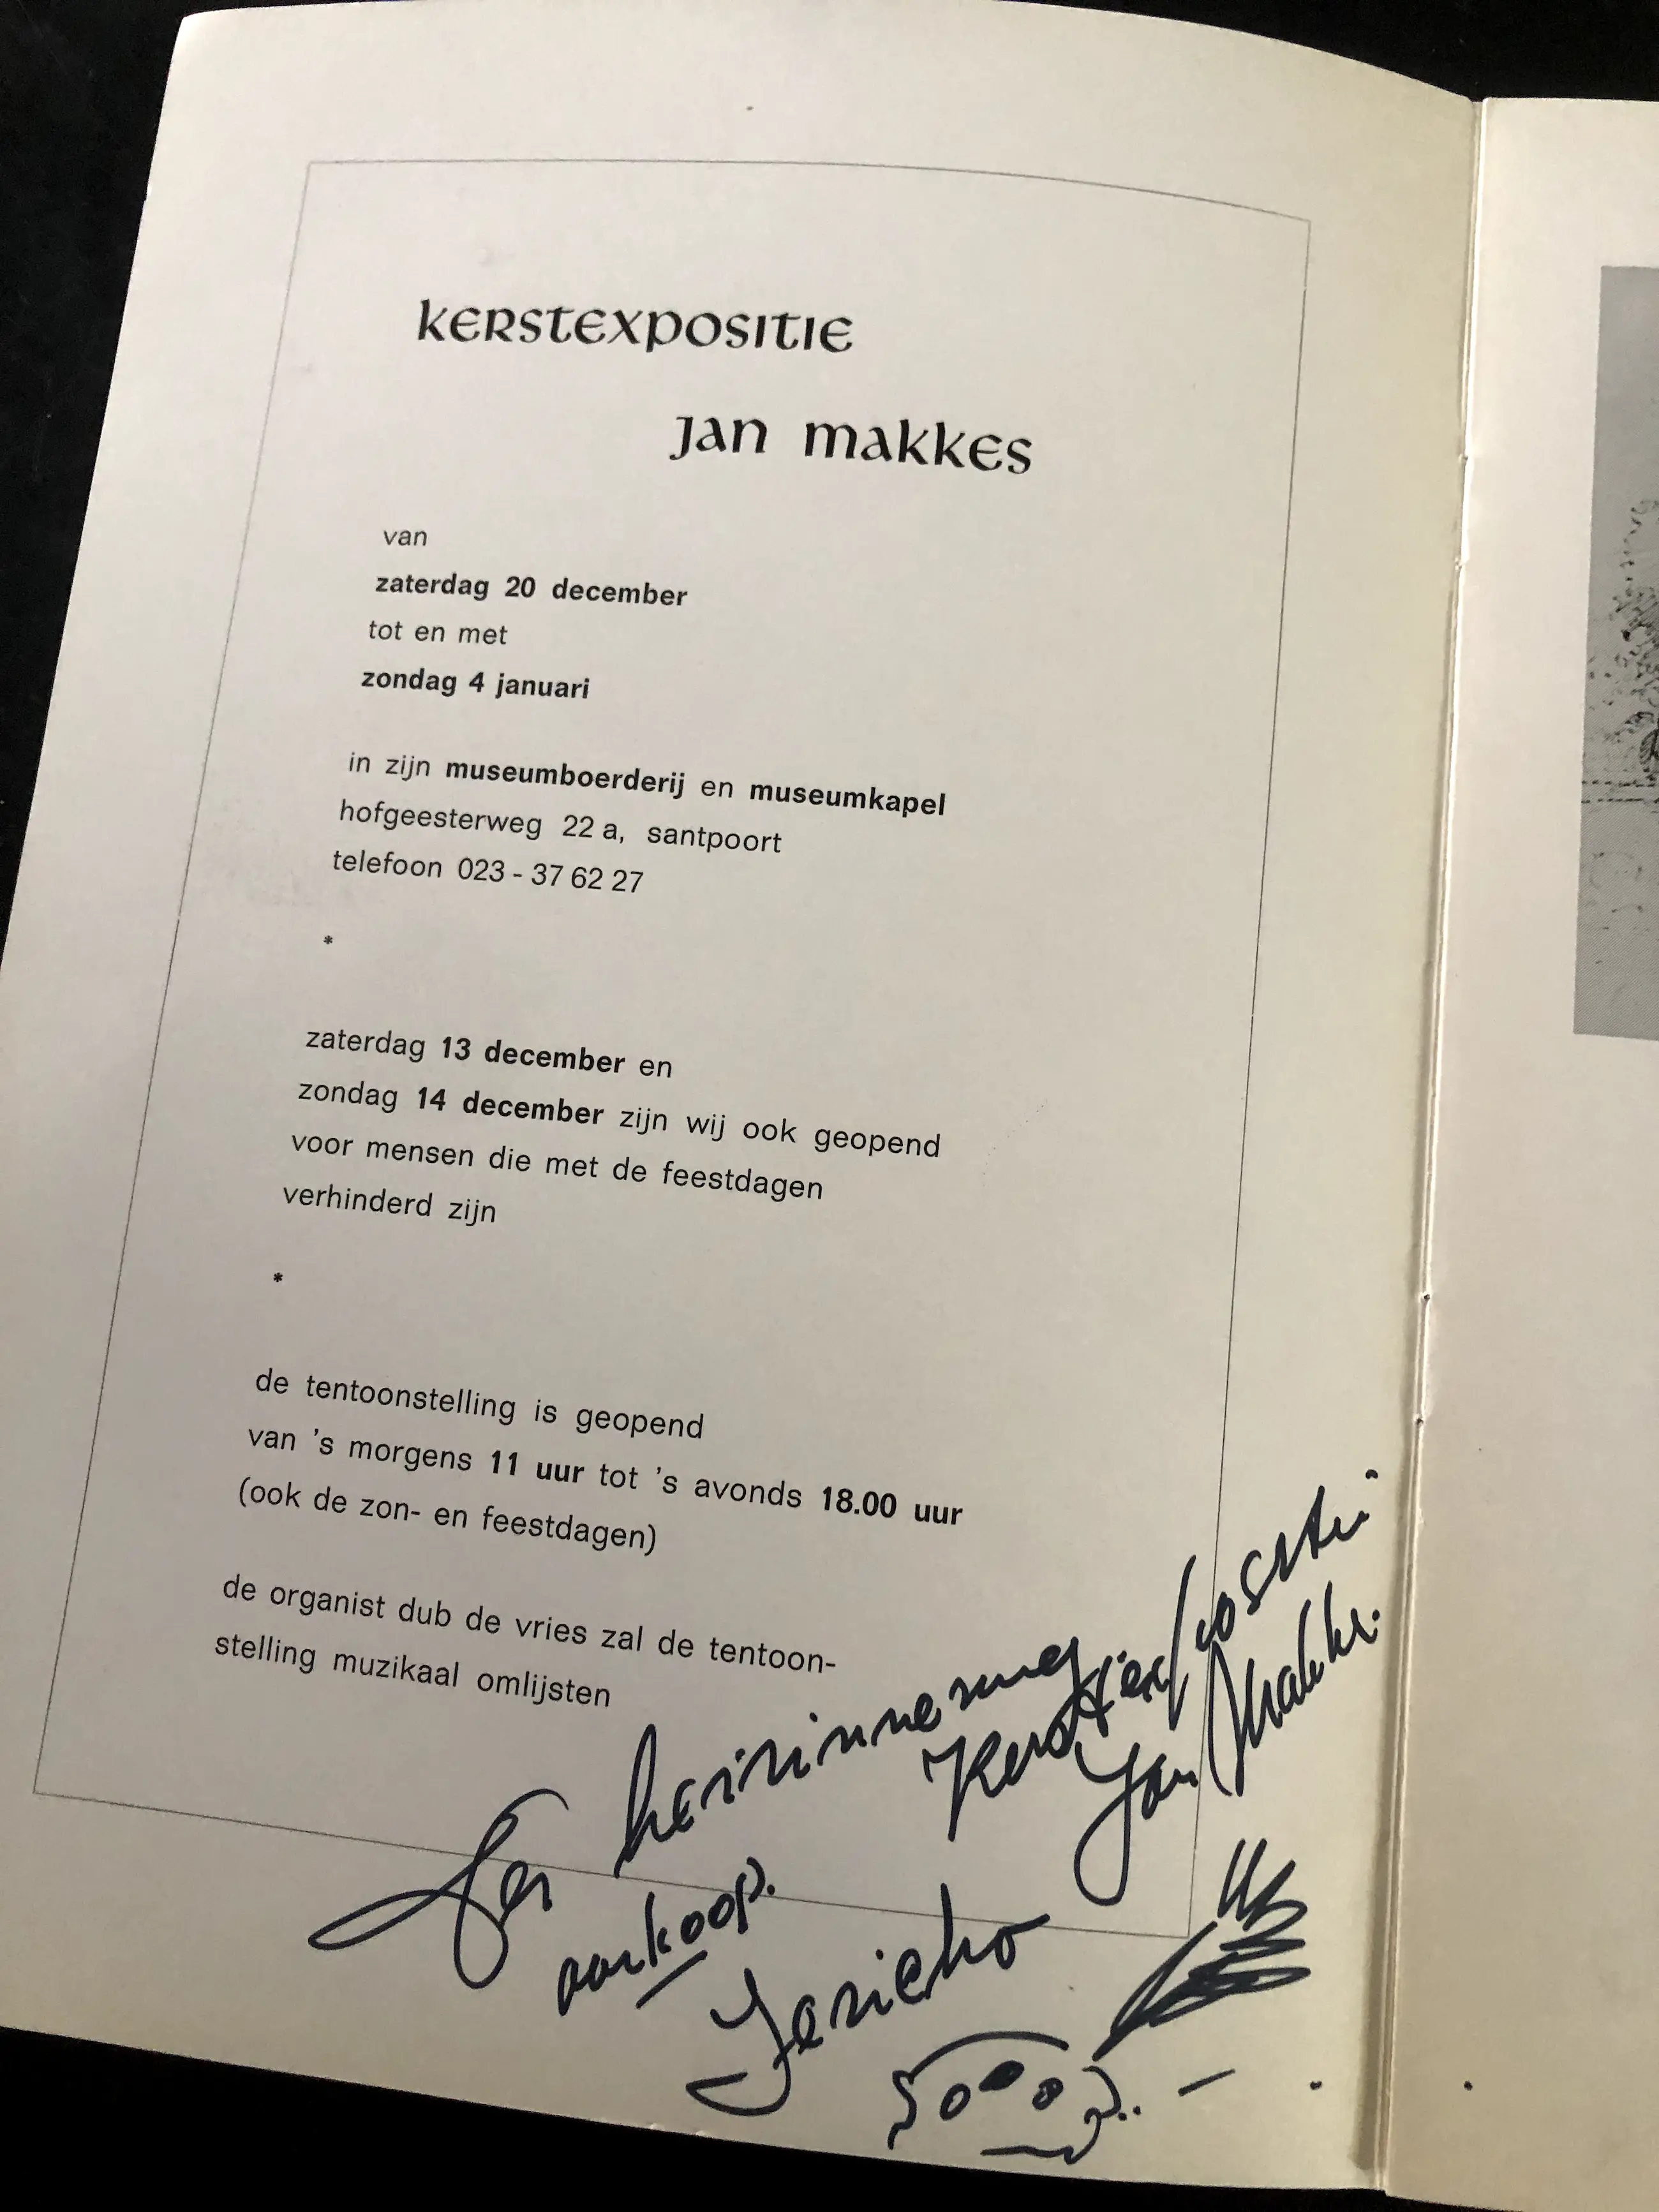 kerstexpositie
jan makkes
van
zaterdag 20 december
tot en met
zondag 4 januari
in zijn museumboerderij en museumkapel
hofgeesterweg 22 a, santpoort
telefoon 023 - 37 62 27
*
zaterdag 13 december en
zondag 14 december zijn wij ook geopend
voor mensen die met de feestdagen
verhinderd zijn
*
de tentoonstelling is geopend
van 's morgens 11 uur tot 's avonds 18.00 uur
(ook de zon- en feestdagen)
de organist dub de vries zal de tentoon-
stelling muzikaal omlijsten
Ter herinnering
Jan Makkes
aankoop.
Jericho